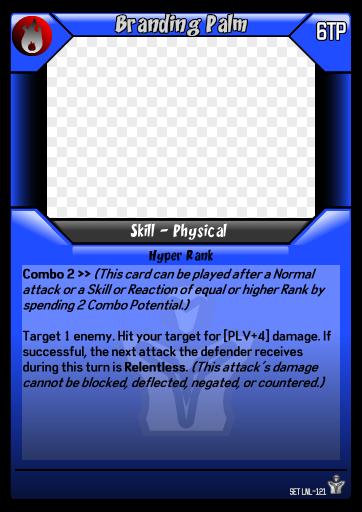 Branding Palm
6TP
Skill - Physical
Hyper Rank
Combo 2 >> (This card can be played after a Normal
attack or a Skill or Reaction of equal or higher Rank by
spending 2 Combo Potential.)
Target 1 enemy. Hit your target for [PLV+4] damage. If
successful, the next attack the defender receives
during this turn is Relentless. (This attack's damage
cannot be blocked, deflected, negated, or countered.)
SET LNL-121